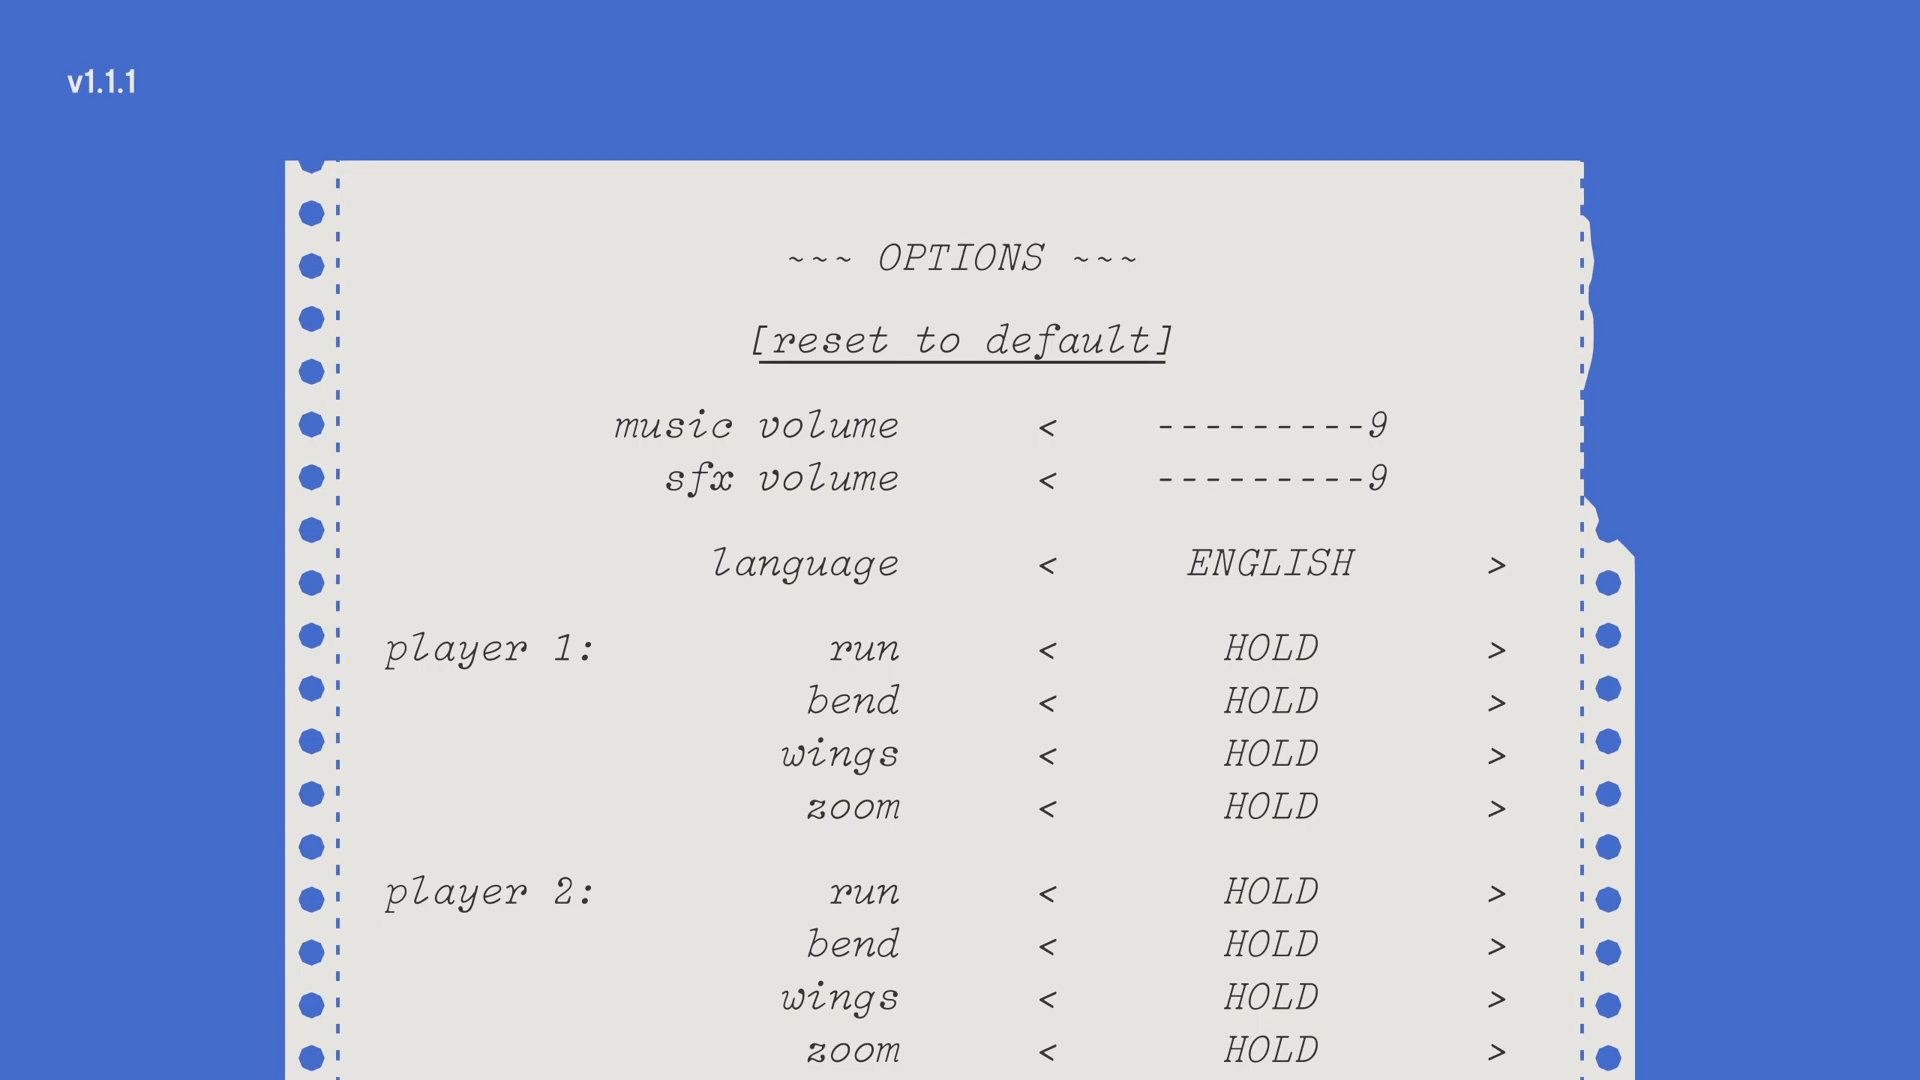 v1.1.1
~~~ OPTIONS ~~~
[reset to default]
music volume < ---------9
sfx volume < ---------9
language < ENGLISH >
player 1: run < HOLD >
bend < HOLD >
wings < HOLD >
zoom < HOLD >
player 2: run < HOLD >
bend < HOLD >
wings < HOLD >
zoom < HOLD >